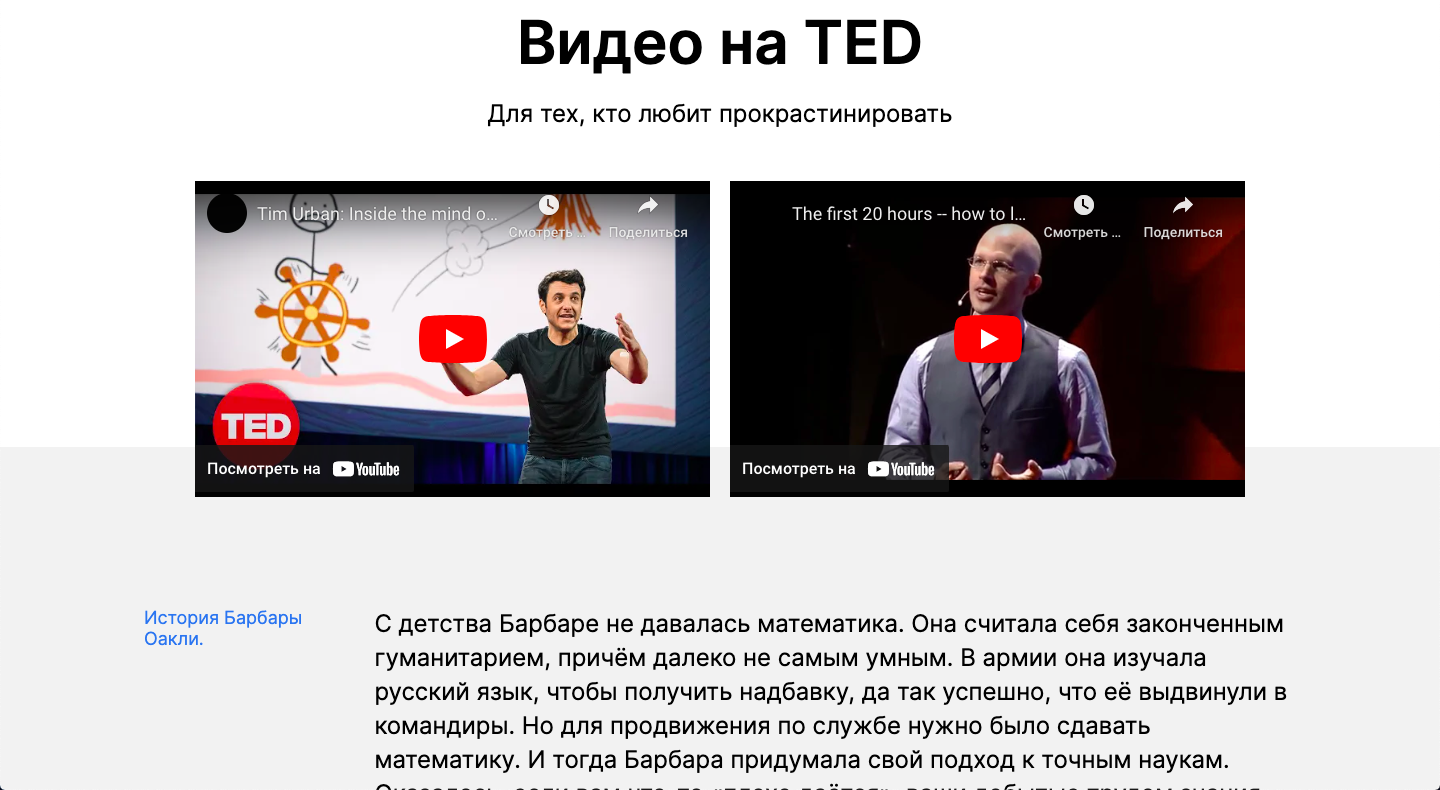 Видео на TED
Для тех, кто любит прокрастинировать
Tim Urban: Inside the mind o...
Смотреть ...
Поделиться
The first 20 hours -- how to l...
Смотреть ...
Поделиться
TED
Посмотреть на YouTube
Посмотреть на YouTube
История Барбары
Оакли.
С детства Барбаре не давалась математика. Она считала себя законченным
гуманитарием, причём далеко не самым умным. В армии она изучала
русский язык, чтобы получить надбавку, да так успешно, что её выдвинули в
командиры. Но для продвижения по службе нужно было сдавать
математику. И тогда Барбара придумала свой подход к точным наукам.